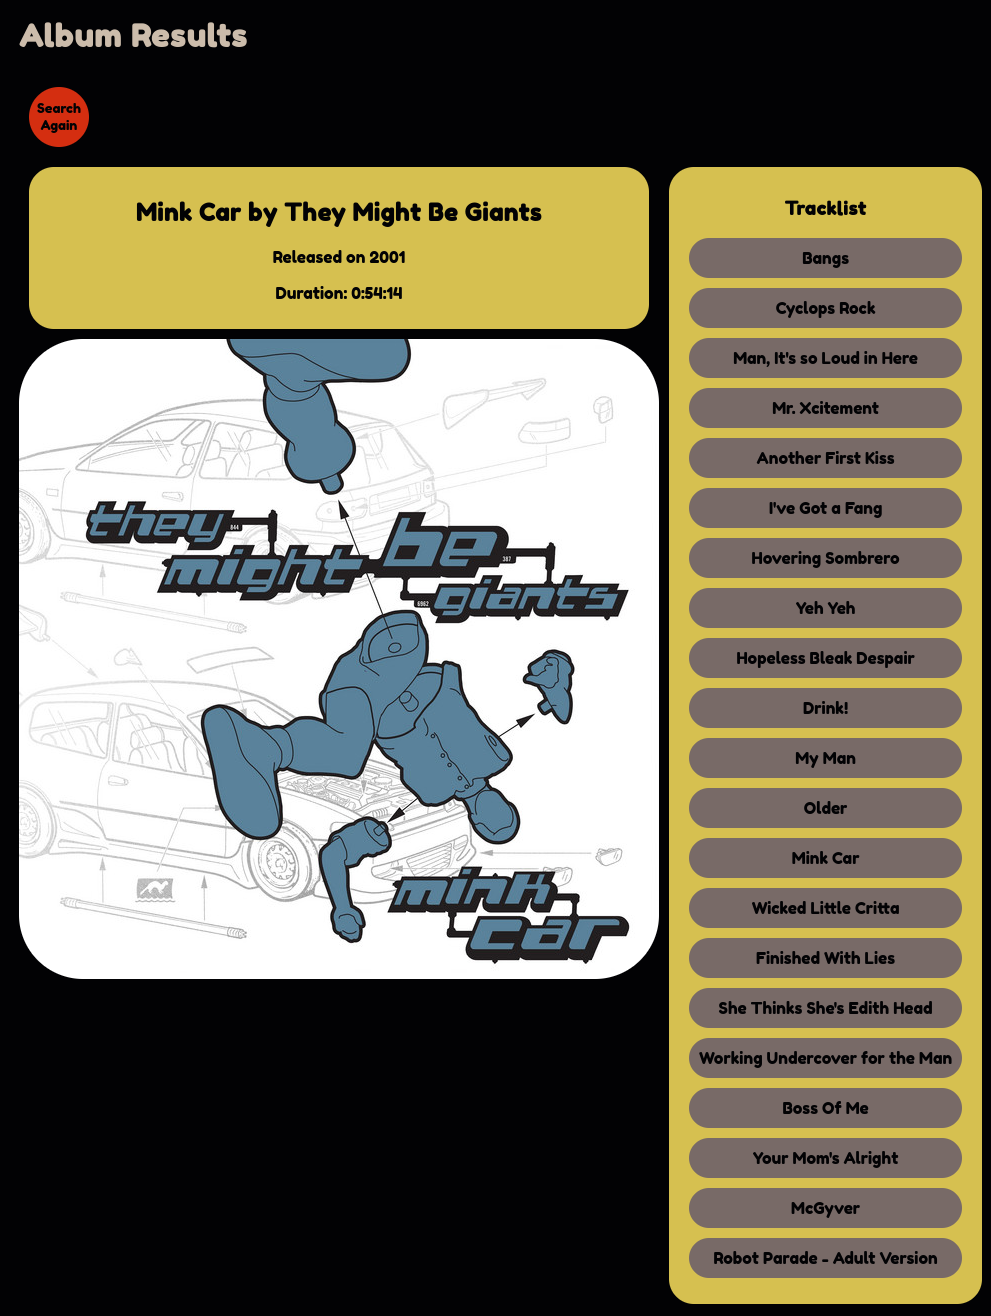 Album Results
Search
Again
Mink Car by They Might Be Giants
Released on 2001
Duration: 0:54:14
they
844
might
be
387
6962
giants
mink
car
Tracklist
Bangs
Cyclops Rock
Man, It's so Loud in Here
Mr. Xcitement
Another First Kiss
I've Got a Fang
Hovering Sombrero
Yeh Yeh
Hopeless Bleak Despair
Drink!
My Man
Older
Mink Car
Wicked Little Critta
Finished With Lies
She Thinks She's Edith Head
Working Undercover for the Man
Boss Of Me
Your Mom's Alright
McGyver
Robot Parade - Adult Version